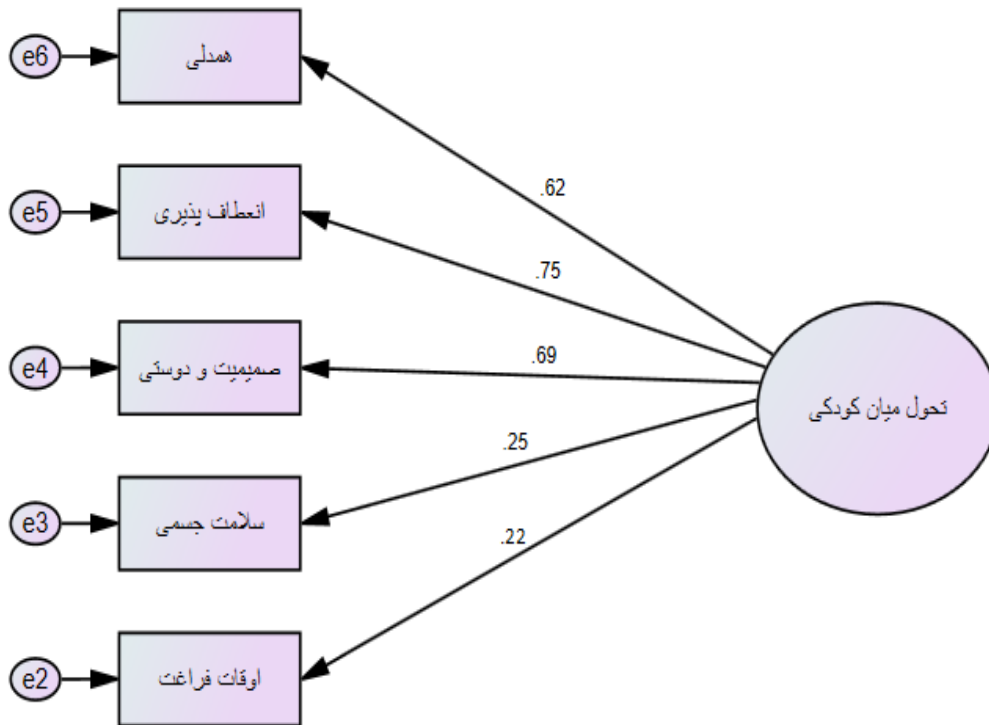 e6
همدلی
.62
e5
انعطاف پذیری
.75
e4
صمیمیت و دوستی
.69
تحول میان کودکی
e3
سلامت جسمی
.25
e2
اوقات فراغت
.22